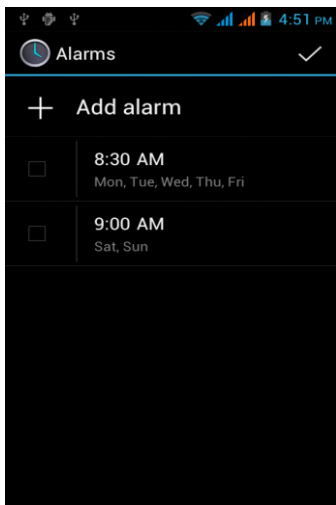 4:51 PM
Alarms
Add alarm
8:30 AM
Mon, Tue, Wed, Thu, Fri
9:00 AM
Sat, Sun